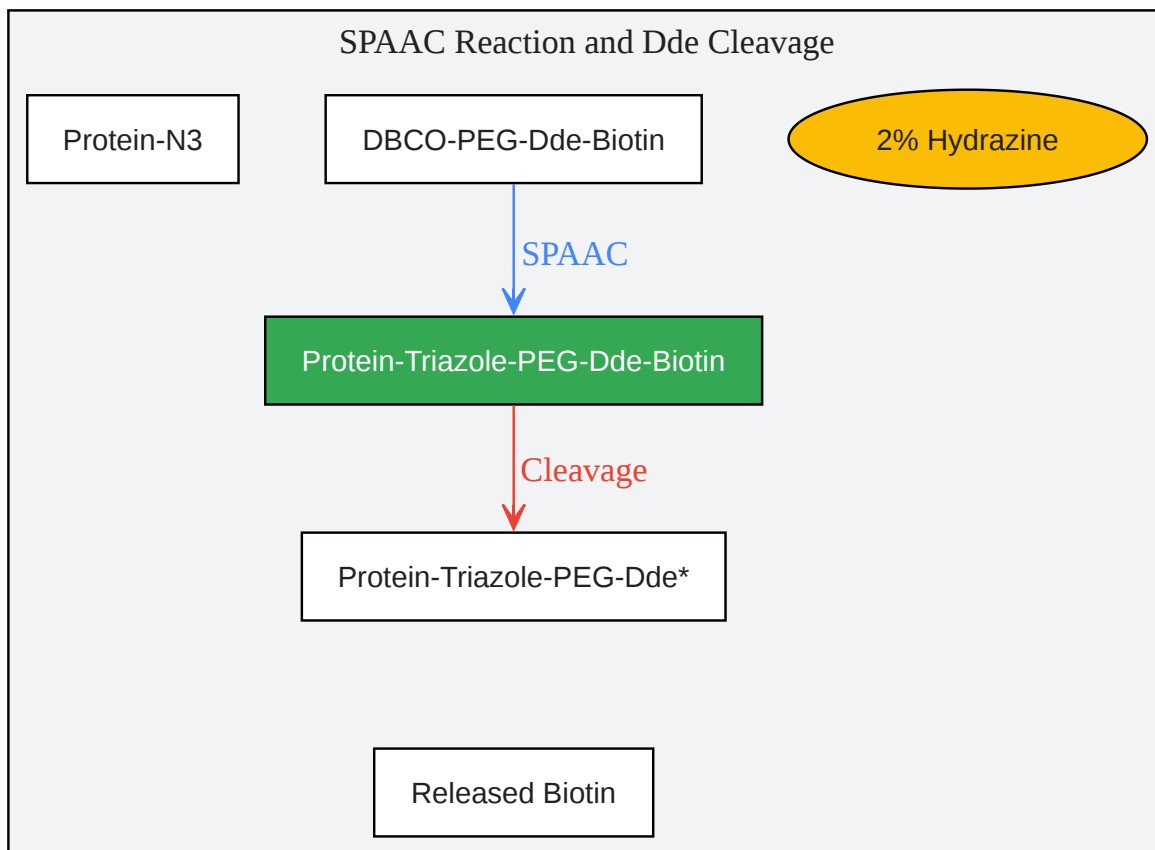 SPAAC Reaction and Dde Cleavage
Protein-N3
DBCO-PEG-Dde-Biotin
2% Hydrazine
SPAAC
Protein-Triazole-PEG-Dde-Biotin
Cleavage
Protein-Triazole-PEG-Dde*
Released Biotin